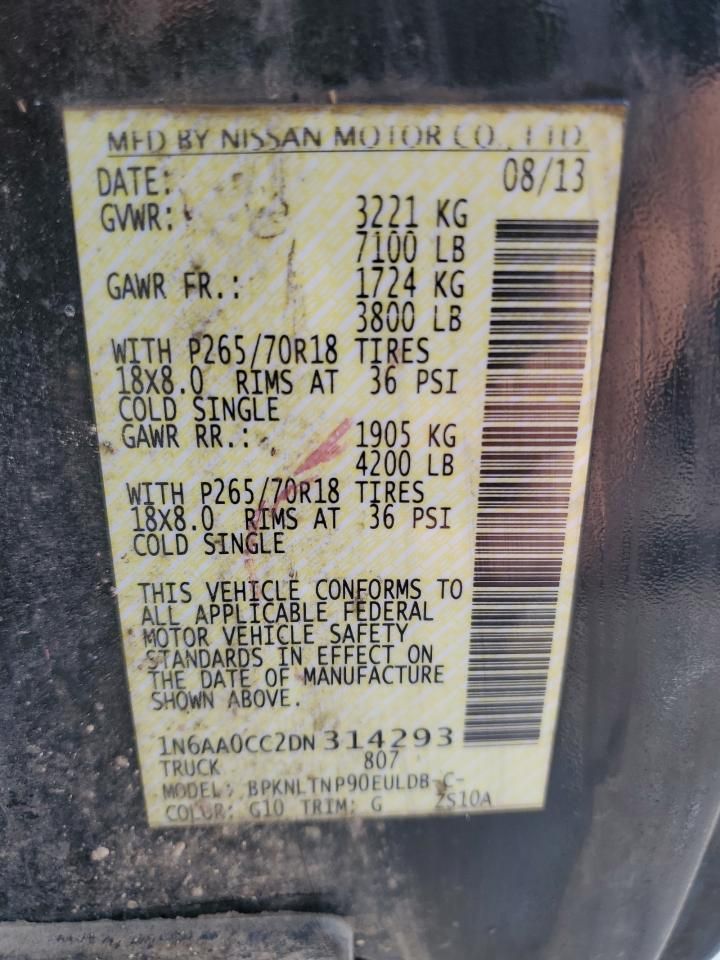 MFD BY NISSAN MOTOR CO., LTD.
DATE: 08/13
GVWR: 3221 KG
7100 LB
GAWR FR.: 1724 KG
3800 LB
WITH P265/70R18 TIRES
18X8.0 RIMS AT 36 PSI
COLD SINGLE
GAWR RR.: 1905 KG
4200 LB
WITH P265/70R18 TIRES
18X8.0 RIMS AT 36 PSI
COLD SINGLE
THIS VEHICLE CONFORMS TO
ALL APPLICABLE FEDERAL
MOTOR VEHICLE SAFETY
STANDARDS IN EFFECT ON
THE DATE OF MANUFACTURE
SHOWN ABOVE.
1N6AA0CC2DN314293
TRUCK 807
MODEL: BPKNLTNP90EULDB-C-
COLOR: G10 TRIM: G ZS10A